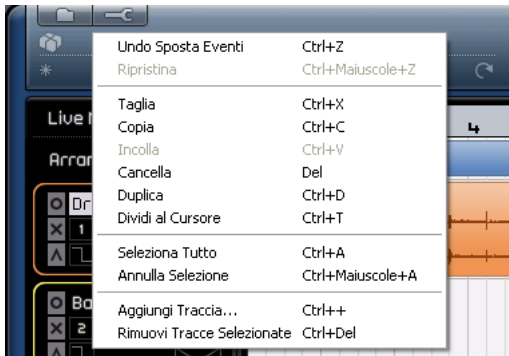 Undo Sposta Eventi Ctrl+Z
Ripristina Ctrl+Maiuscole+Z
Taglia Ctrl+X
Copia Ctrl+C
Incolla Ctrl+V
Cancella Del
Duplica Ctrl+D
Dividi al Cursore Ctrl+T
Seleziona Tutto Ctrl+A
Annulla Selezione Ctrl+Maiuscole+A
Aggiungi Traccia... Ctrl++
Rimuovi Tracce Selezionate Ctrl+Del
Live
4
Arran
Dr
1
Ba
2